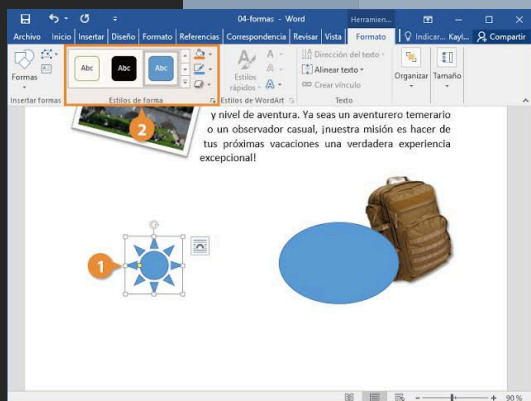 04-formas - Word
Herramien...
Archivo Inicio Insertar Diseño Formato Referencias Correspondencia Revisar Vista Formato Indicar... Kayl... Compartir
Abc Abc Abc
Formas
Estilos rápidos
A
Dirección del texto
Alinear texto
Crear vínculo
Organizar Tamaño
Insertar formas Estilos de forma Estilos de WordArt Texto
2
y nivel de aventura. Ya seas un aventurero temerario
o un observador casual, ¡nuestra misión es hacer de
tus próximas vacaciones una verdadera experiencia
excepcional!
1
90 %